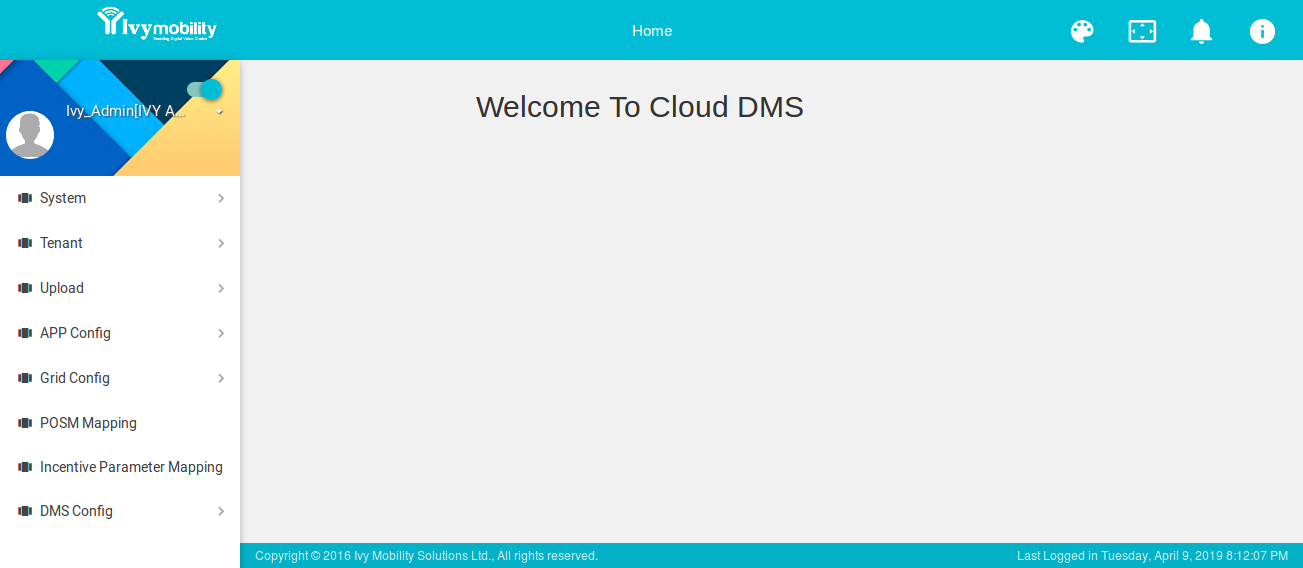 Ivymobility
Home
Ivy_Admin[IVY A...
Welcome To Cloud DMS
System
Tenant
Upload
APP Config
Grid Config
POSM Mapping
Incentive Parameter Mapping
DMS Config
Copyright © 2016 Ivy Mobility Solutions Ltd., All rights reserved.
Last Logged in Tuesday, April 9, 2019 8:12:07 PM